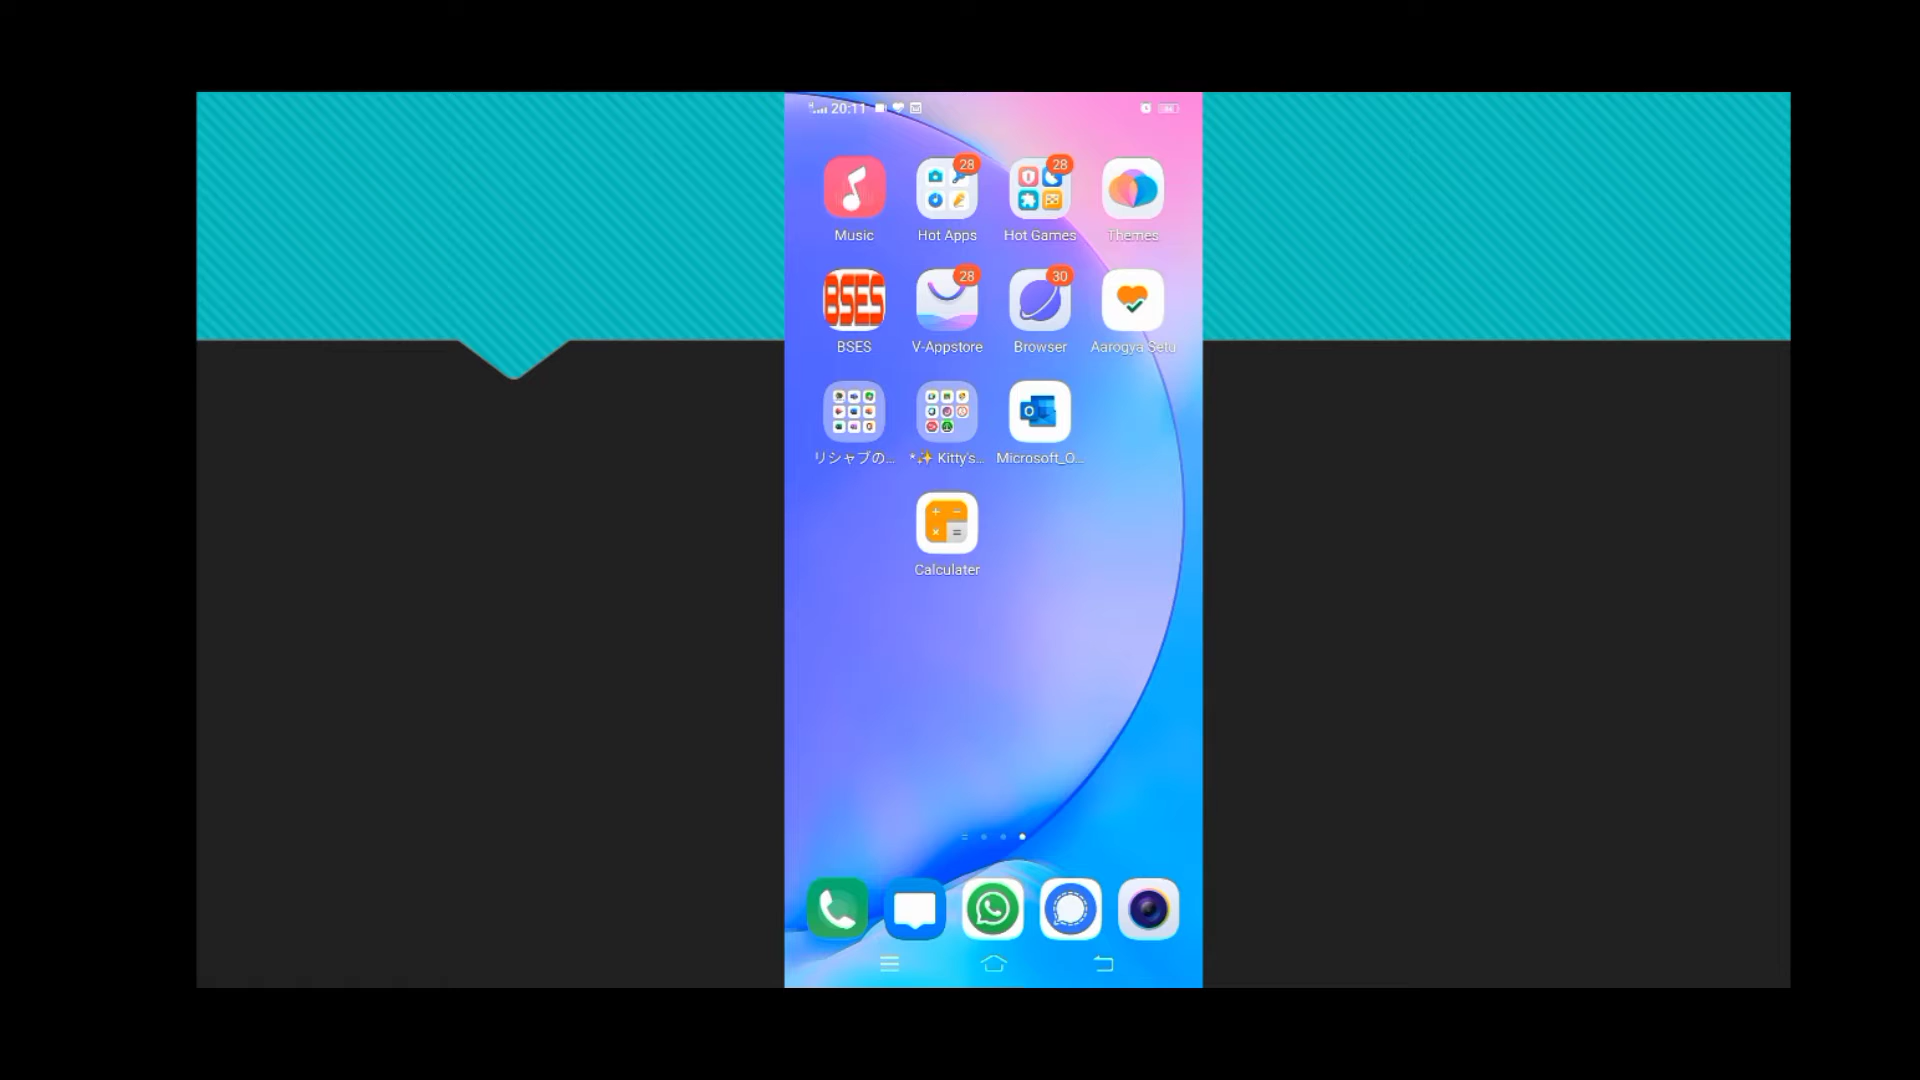 20:11
28 28
Music Hot Apps Hot Games Themes
BSES 28 30
BSES V-Appstore Browser Aarogya Setu
リシャブの... *✨ Kitty's... Microsoft_O...
Calculater